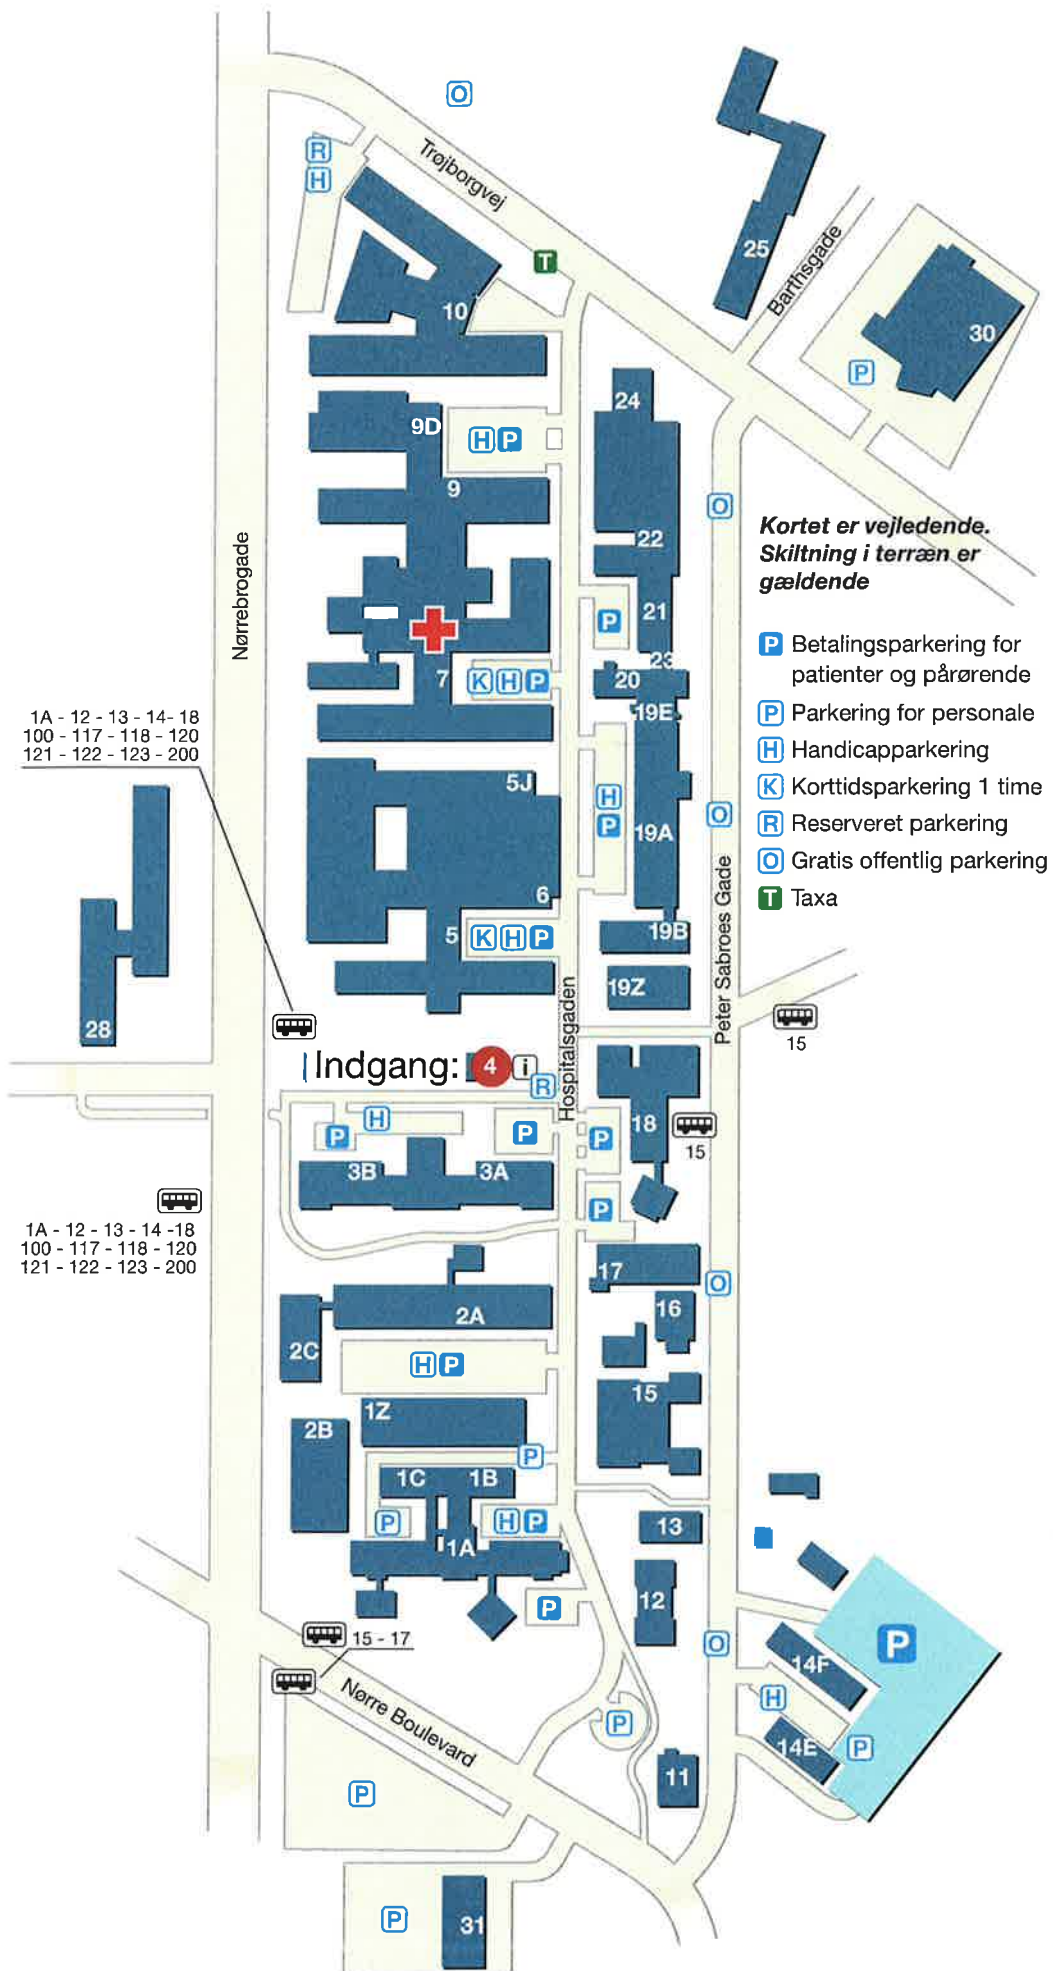 O
R
H
Trøjborgvej
T
25
Barthsgade
10
30
P
24
9D
H P
9
O
22
Kortet er vejledende.
Skiltning i terræn er
gældende
Nørrebrogade
21
P
23
7
K H P
20
19E
P Betalingsparkering for
patienter og pårørende
P Parkering for personale
H Handicapparkering
K Korttidsparkering 1 time
R Reserveret parkering
O Gratis offentlig parkering
T Taxa
1A - 12 - 13 - 14- 18
100 - 117 - 118 - 120
121 - 122 - 123 - 200
5J
H
P
19A
O
6
5
K H P
19B
Peter Sabroes Gade
19Z
28
Hospitalsgaden
15
Indgang: 4 i
R
H
P
P
P
18
15
3B
3A
P
1A - 12 - 13 - 14 -18
100 - 117 - 118 - 120
121 - 122 - 123 - 200
17
O
2A
16
2C
H P
15
1Z
2B
P
1C
1B
P
H P
13
1A
P
12
15 - 17
O
P
14F
H
Nørre Boulevard
P
14E
P
11
P
P
31